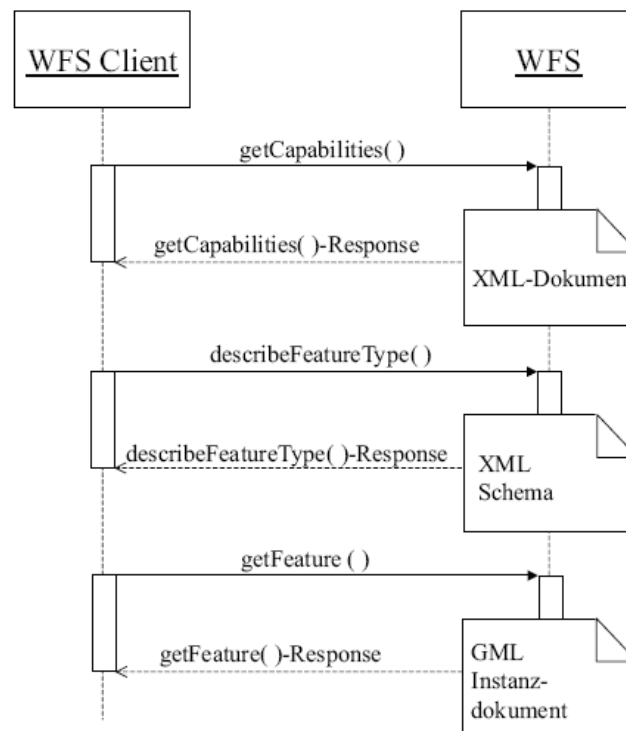 WFS Client
WFS
getCapabilities( )
getCapabilities( )-Response
XML-Dokumen
describeFeatureType( )
describeFeatureType( )-Response
XML
Schema
getFeature ( )
getFeature( )-Response
GML
Instanz-
dokument